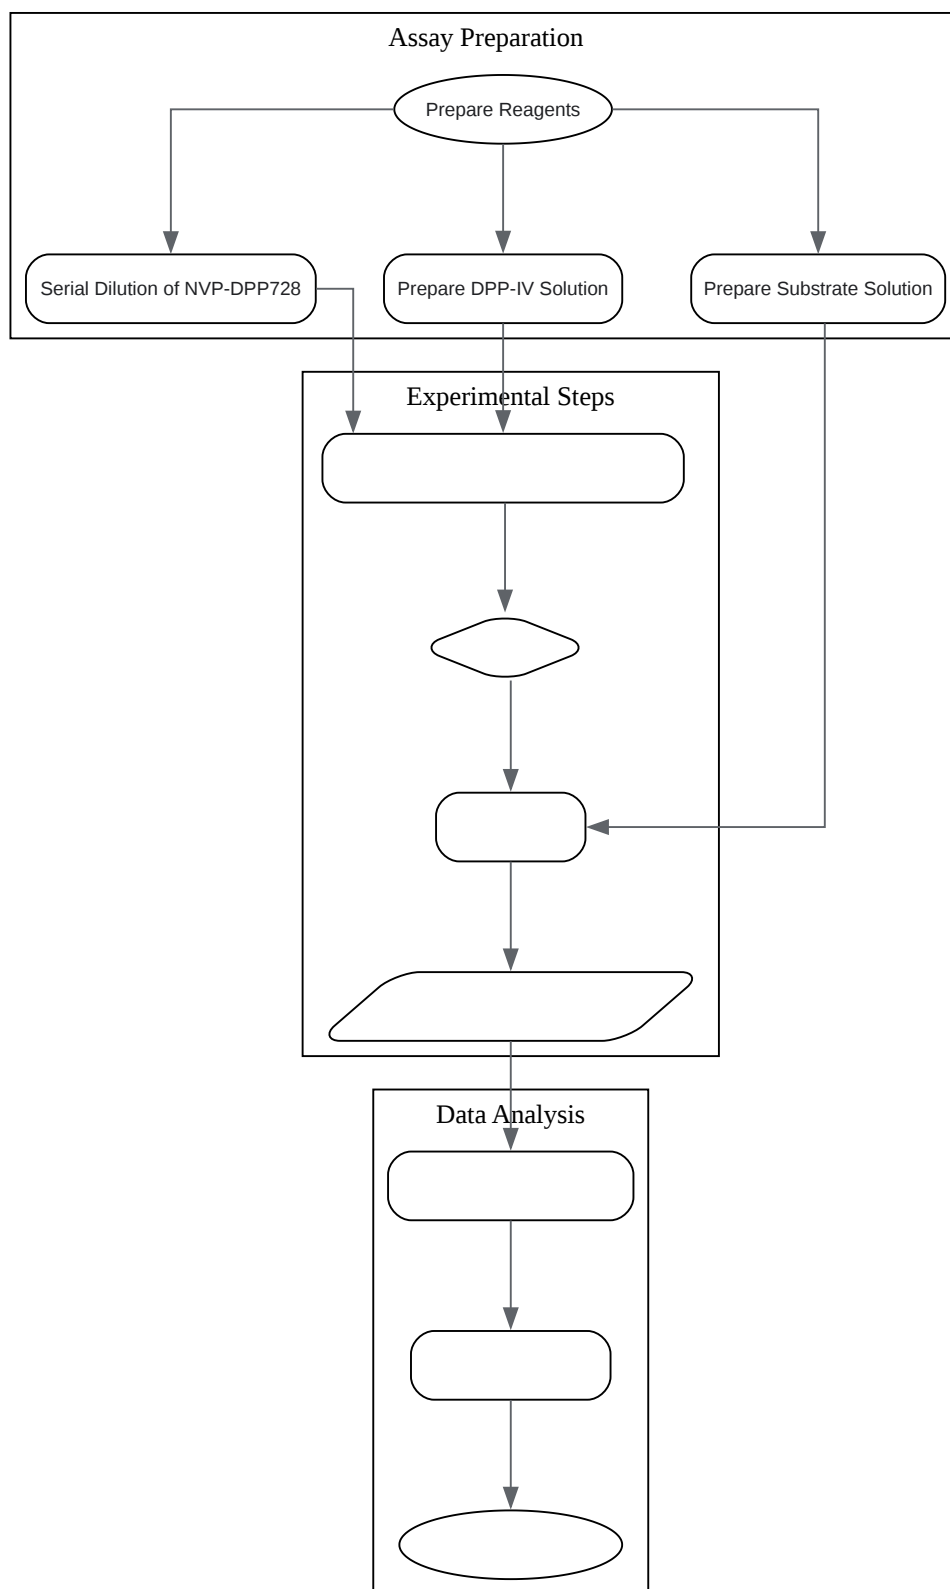 Assay Preparation
Prepare Reagents
Serial Dilution of NVP-DPP728
Prepare DPP-IV Solution
Prepare Substrate Solution
Experimental Steps
Data Analysis